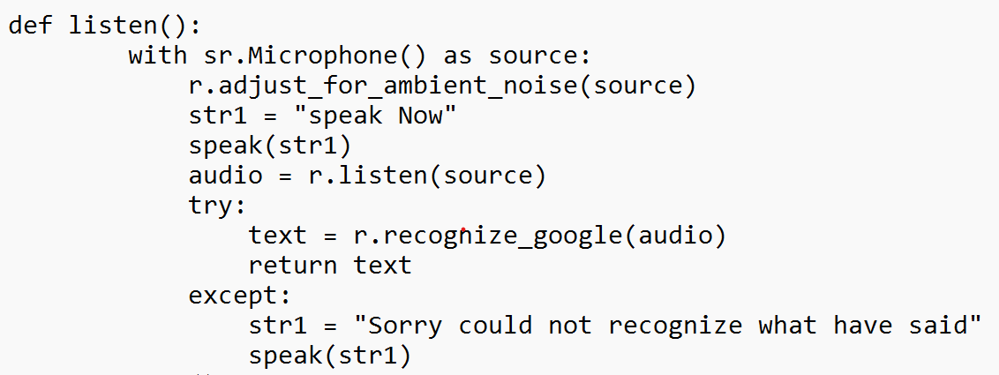 def listen():
with sr.Microphone() as source:
r.adjust_for_ambient_noise(source)
str1 = "speak Now"
speak(str1)
audio = r.listen(source)
try:
text = r.recognize_google(audio)
return text
except:
str1 = "Sorry could not recognize what have said"
speak(str1)